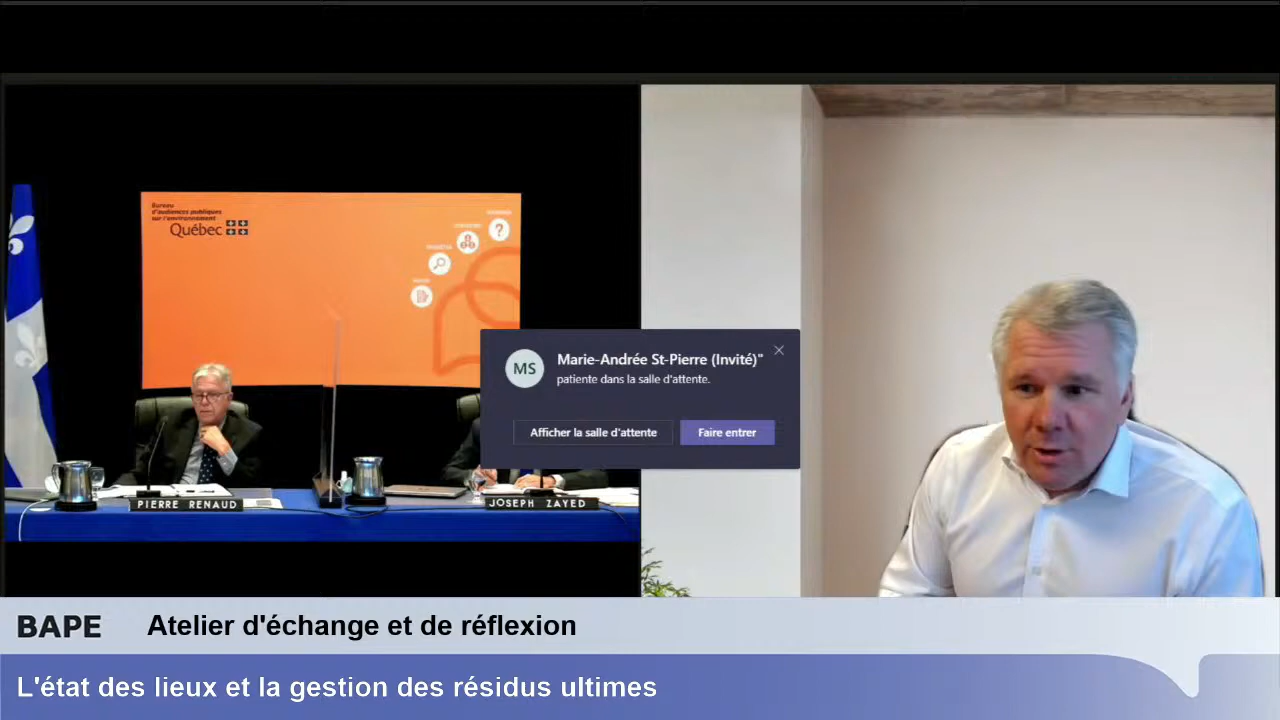 Bureau
d'audiences publiques
sur l'environnement
Québec
?
MS
Marie-Andrée St-Pierre (Invité)"
patiente dans la salle d'attente.
Afficher la salle d'attente
Faire entrer
PIERRE RENAUD
JOSEPH ZAYED
BAPE
Atelier d'échange et de réflexion
L'état des lieux et la gestion des résidus ultimes